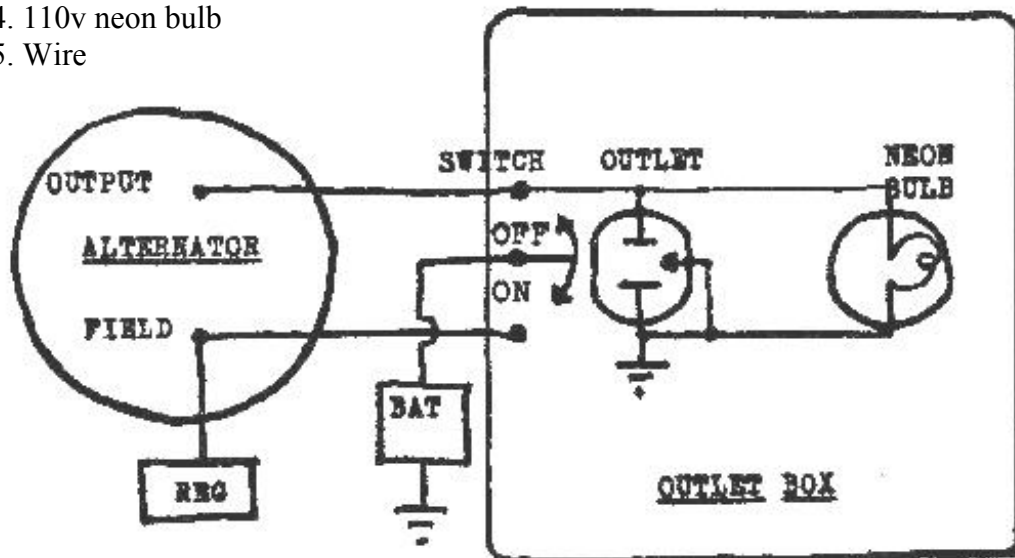 4. 110v neon bulb
5. Wire
SWITCH
OUTLET
NEON
BULB
OUTPUT
ALTERNATOR
OFF
ON
FIELD
BAT
REG
OUTLET BOX